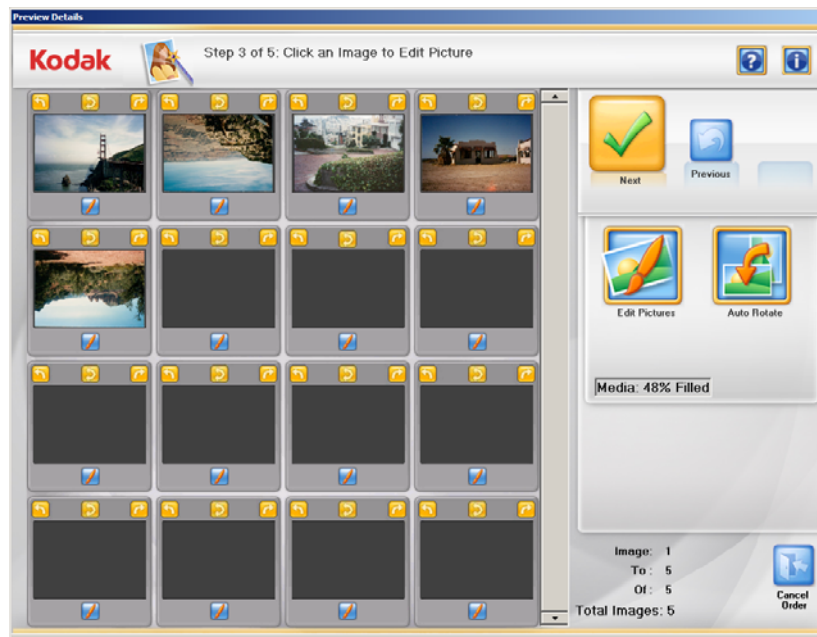 Preview Details
Kodak
Step 3 of 5: Click an Image to Edit Picture
Next
Previous
Edit Pictures
Auto Rotate
Media: 48% Filled
Image: 1
To : 5
Of : 5
Total Images: 5
Cancel
Order